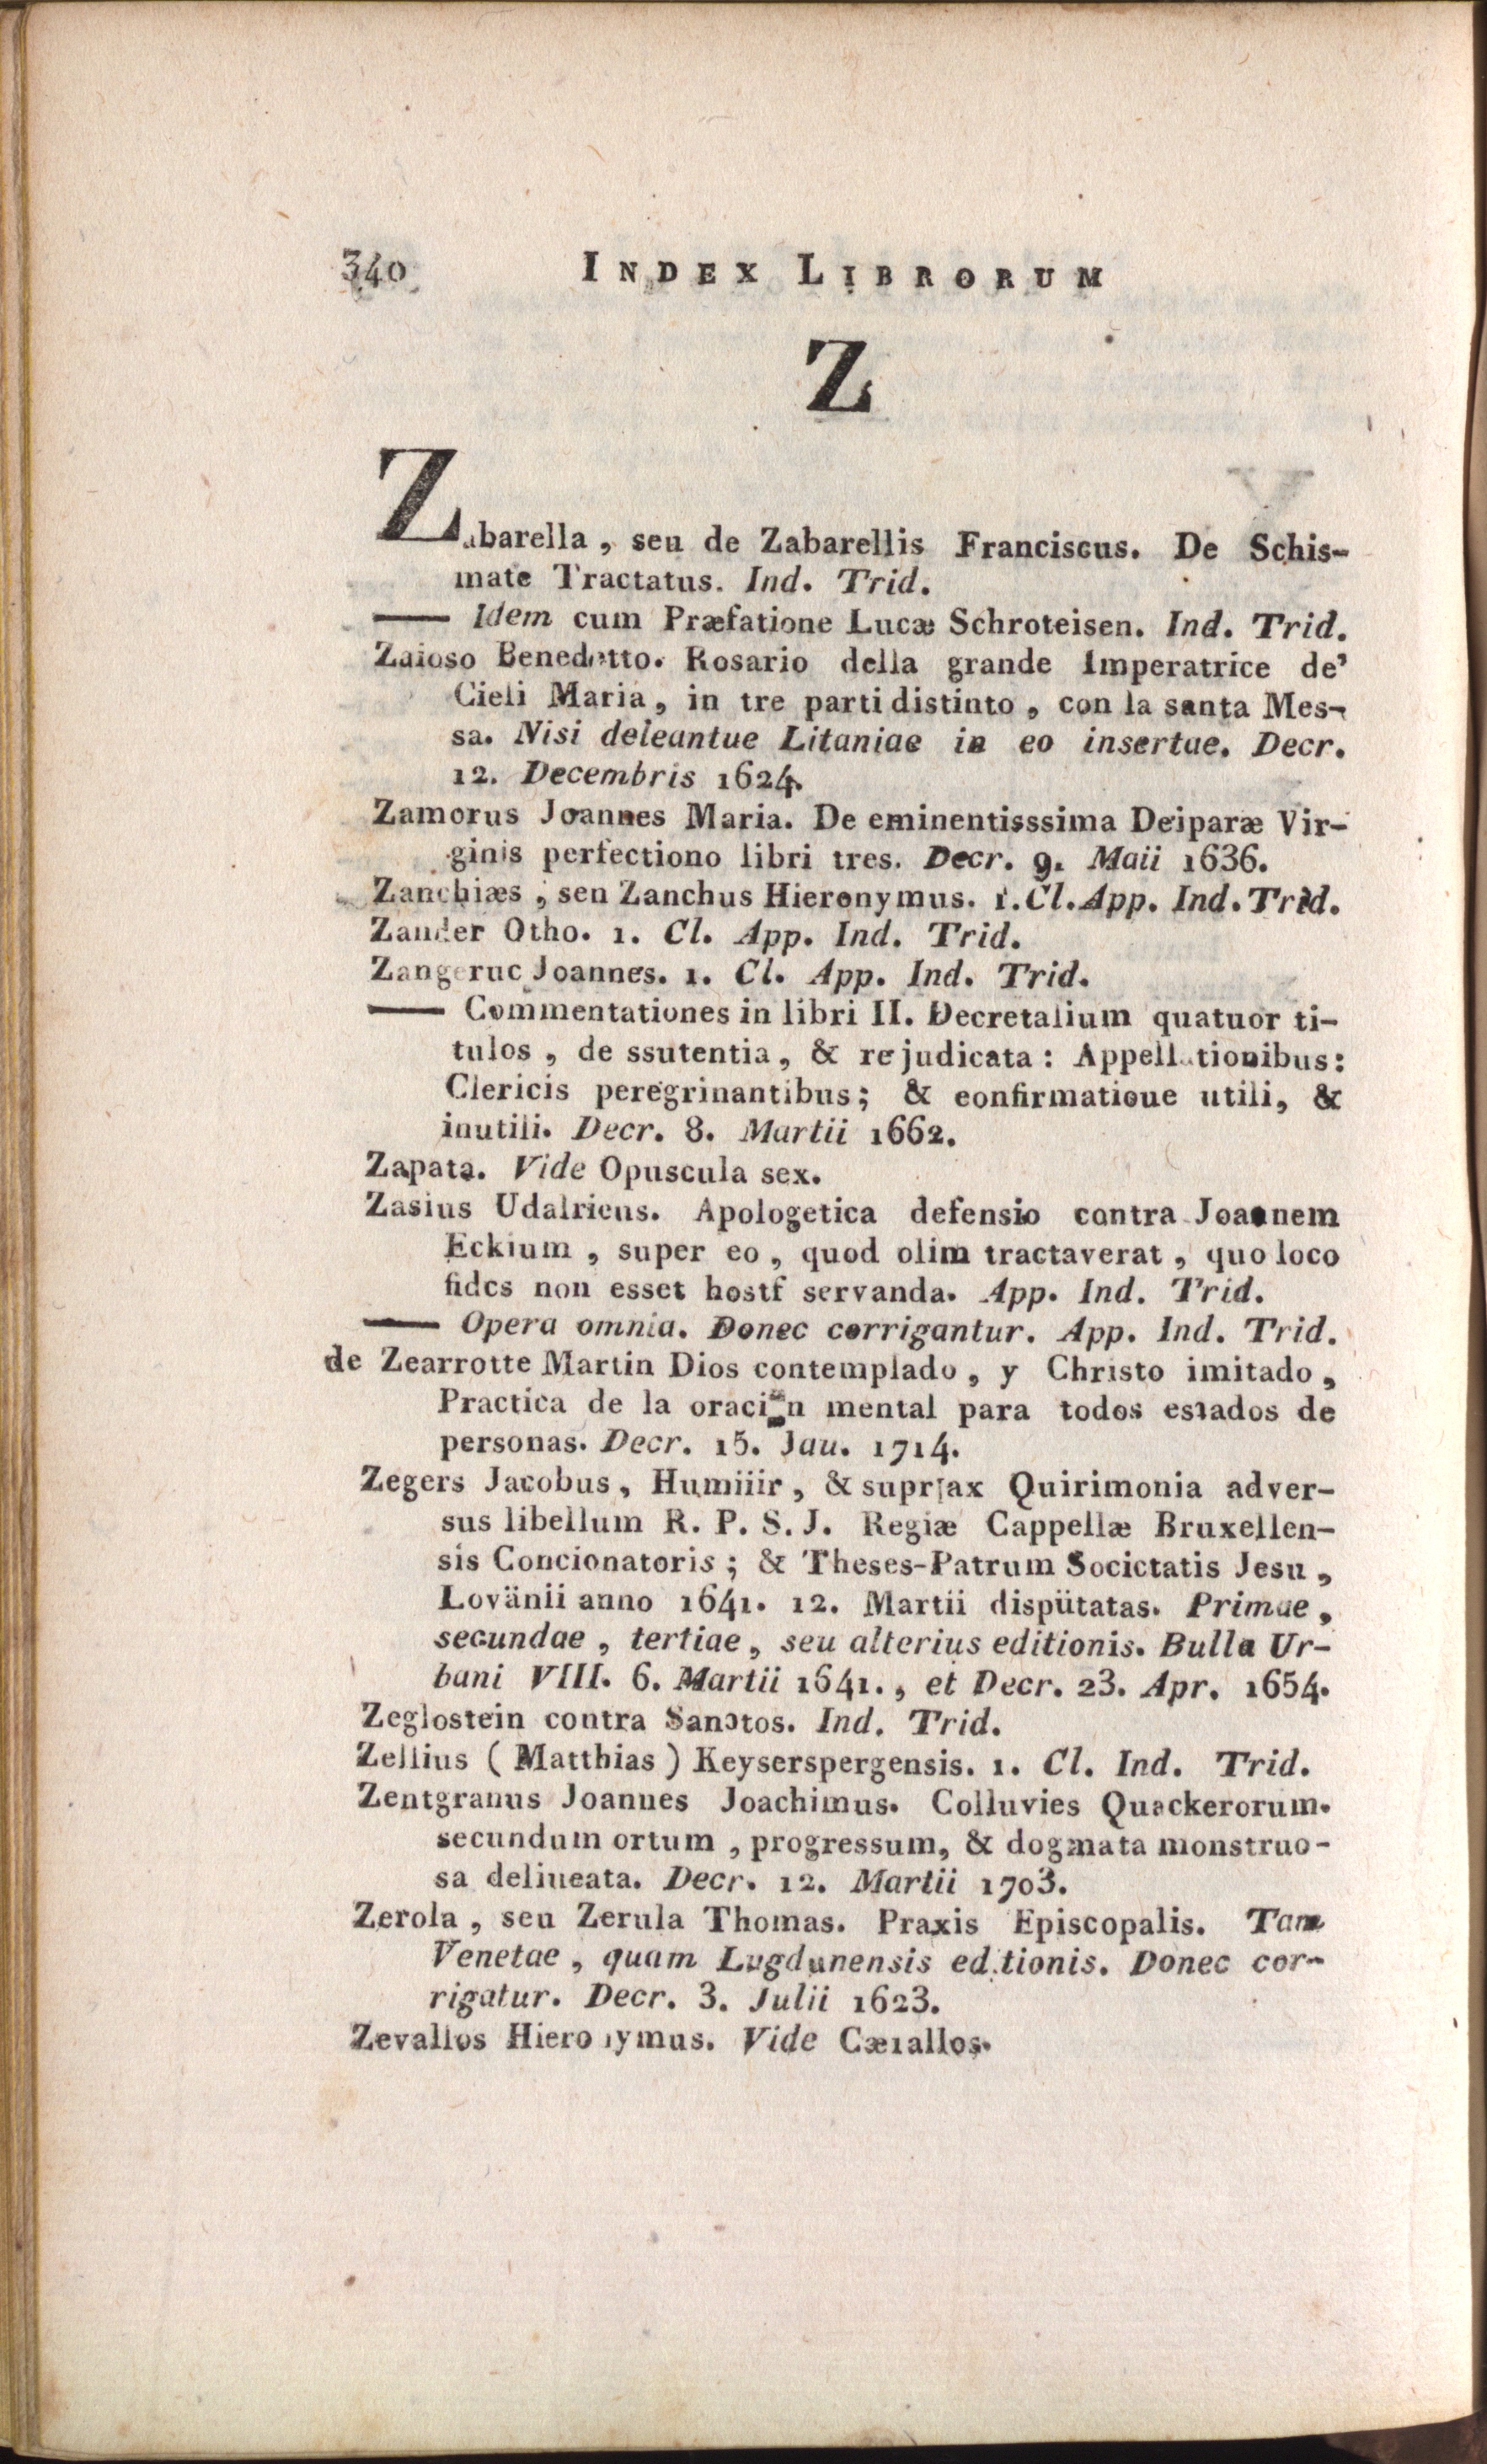 340 INDEX LIBRORUM
Z
Zabarella, seu de Zabarellis Franciscus. De Schis-
mate Tractatus. Ind. Trid.
—— Idem cum Præfatione Lucæ Schroteisen. Ind. Trid.
Zaioso Benedetto. Rosario della grande Imperatrice de'
Cieli Maria, in tre parti distinto, con la santa Mes-
sa. Nisi deleantue Litaniae in eo insertae. Decr.
12. Decembris 1624.
Zamorus Joannes Maria. De eminentisssima Deiparæ Vir-
ginis perfectiono libri tres. Decr. 9. Maii 1636.
Zanchiæs, sen Zanchus Hieronymus. 1. Cl. App. Ind. Trid.
Zander Otho. 1. Cl. App. Ind. Trid.
Zangeruc Joannes. 1. Cl. App. Ind. Trid.
—— Commentationes in libri II. Decretalium quatuor ti-
tulos, de ssutentia, & re judicata: Appellationibus:
Clericis peregrinantibus; & eonfirmatioue utili, &
inutili. Decr. 8. Martii 1662.
Zapata. Vide Opuscula sex.
Zasius Udalrieus. Apologetica defensio contra Joannem
Eckium, super eo, quod olim tractaverat, quo loco
fides non esset hostf servanda. App. Ind. Trid.
—— Opera omnia. Donec corrigantur. App. Ind. Trid.
de Zearrotte Martin Dios contemplado, y Christo imitado,
Practica de la oracion mental para todos estados de
personas. Decr. 15. Jau. 1714.
Zegers Jacobus, Humiiir, & Quirimonia adver-
sus libellum R. P. S. J. Regiæ Cappellæ Bruxellen-
sis Concionatoris; & Theses-Patrum Socictatis Jesu,
Lovänii anno 1641. 12. Martii dispütatas. Primae,
secundae, tertiae, seu alterius editionis. Bulla Ur-
bani VIII. 6. Martii 1641., et Decr. 23. Apr. 1654.
Zeglostein contra Sanctos. Ind. Trid.
Zellius (Matthias) Keyserspergensis. 1. Cl. Ind. Trid.
Zentgranus Joannes Joachimus. Colluvies Quackerorum.
secundum ortum, progressum, & dogmata monstruo-
sa delineata. Decr. 12. Martii 1703.
Zerola, seu Zerula Thomas. Praxis Episcopalis. Tam
Venetae, quam Lugdunensis editionis. Donec cor-
rigatur. Decr. 3. Julii 1623.
Zevallos Hieronymus. Vide